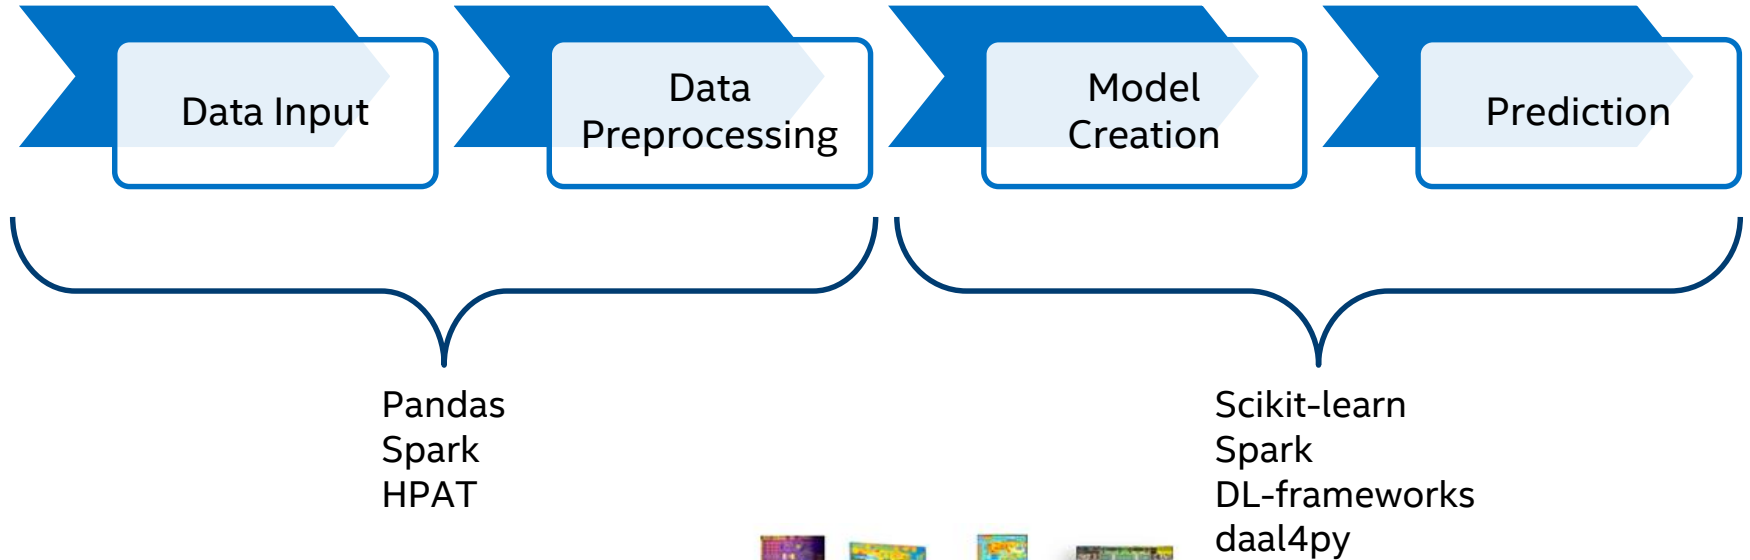 Data Input
Data
Preprocessing
Model
Creation
Prediction
Pandas
Spark
HPAT
Scikit-learn
Spark
DL-frameworks
daal4py